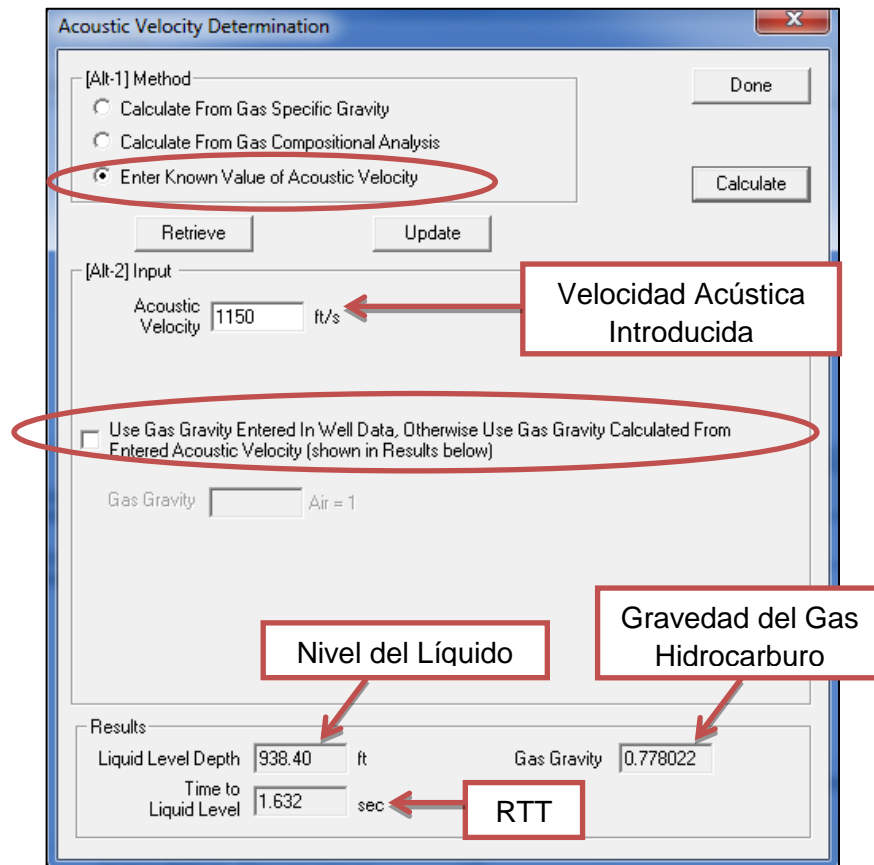 Acoustic Velocity Determination
x
[Alt-1] Method
Done
Calculate From Gas Specific Gravity
Calculate From Gas Compositional Analysis
Enter Known Value of Acoustic Velocity
Calculate
Retrieve
Update
[Alt-2] Input
Velocidad Acústica
Introducida
Acoustic
Velocity
1150
ft/s
Use Gas Gravity Entered In Well Data, Otherwise Use Gas Gravity Calculated From
Entered Acoustic Velocity (shown in Results below)
Gas Gravity
Air = 1
Gravedad del Gas
Hidrocarburo
Nivel del Líquido
Results
Liquid Level Depth
938.40
ft
Gas Gravity
0.778022
Time to
Liquid Level
1.632
sec
RTT